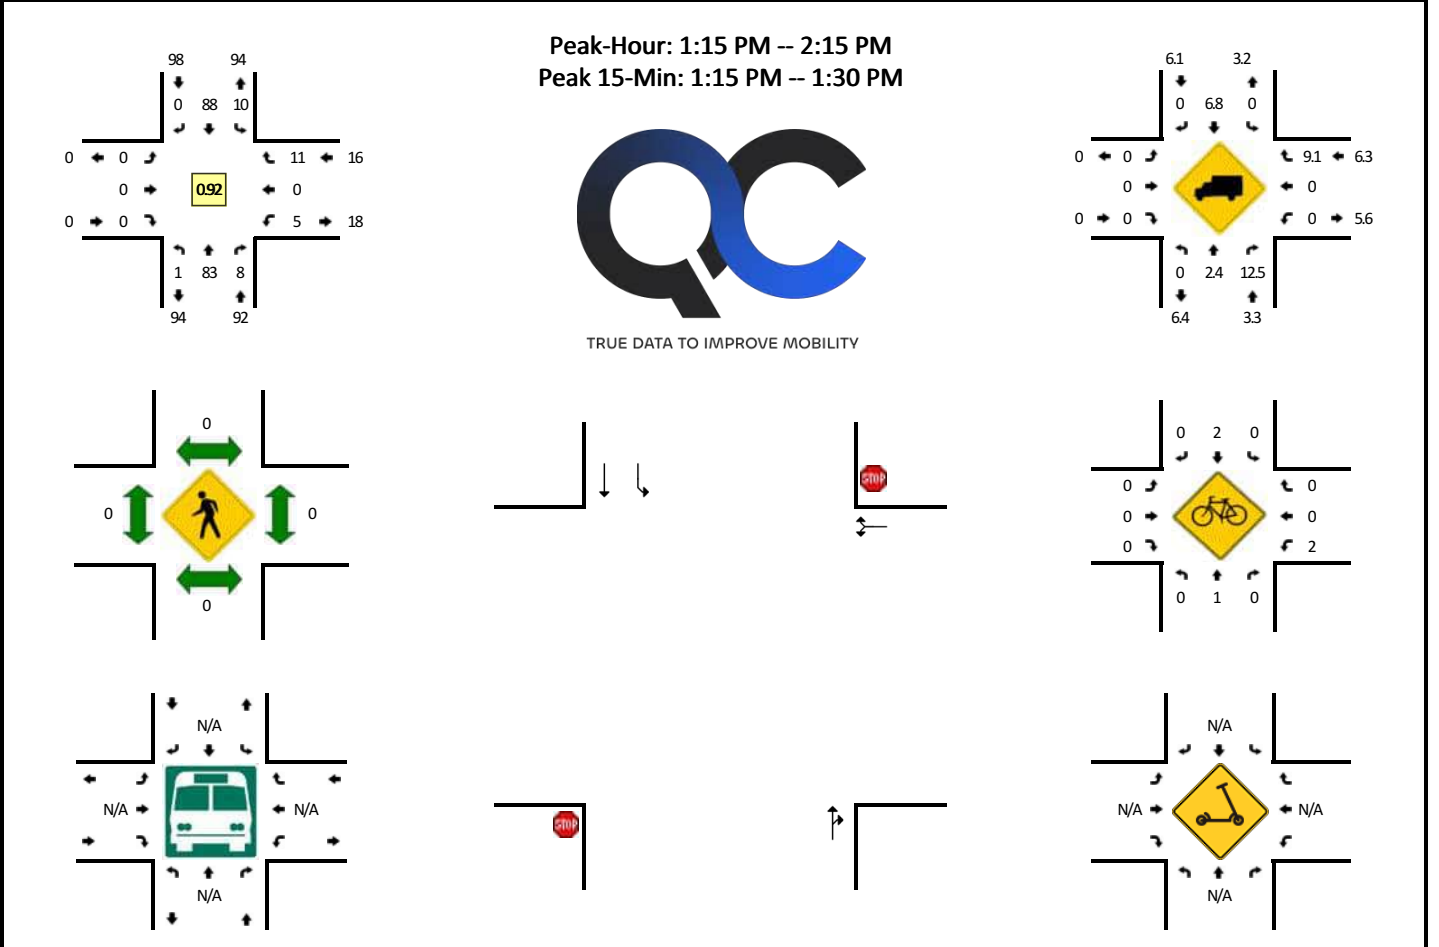 Peak-Hour: 1:15 PM -- 2:15 PM
Peak 15-Min: 1:15 PM -- 1:30 PM
98 94
0 88 10
0 0 11 16
0 0.92 0
0 0 5 18
1 83 8
94 92
TRUE DATA TO IMPROVE MOBILITY
6.1 3.2
0 6.8 0
0 0 9.1 6.3
0 0
0 0 0 5.6
0 2.4 12.5
6.4 3.3
0
0 0
0
STOP
STOP
0 2 0
0 0
0 0
0 2
0 1 0
N/A
N/A N/A
N/A
N/A
N/A N/A
N/A